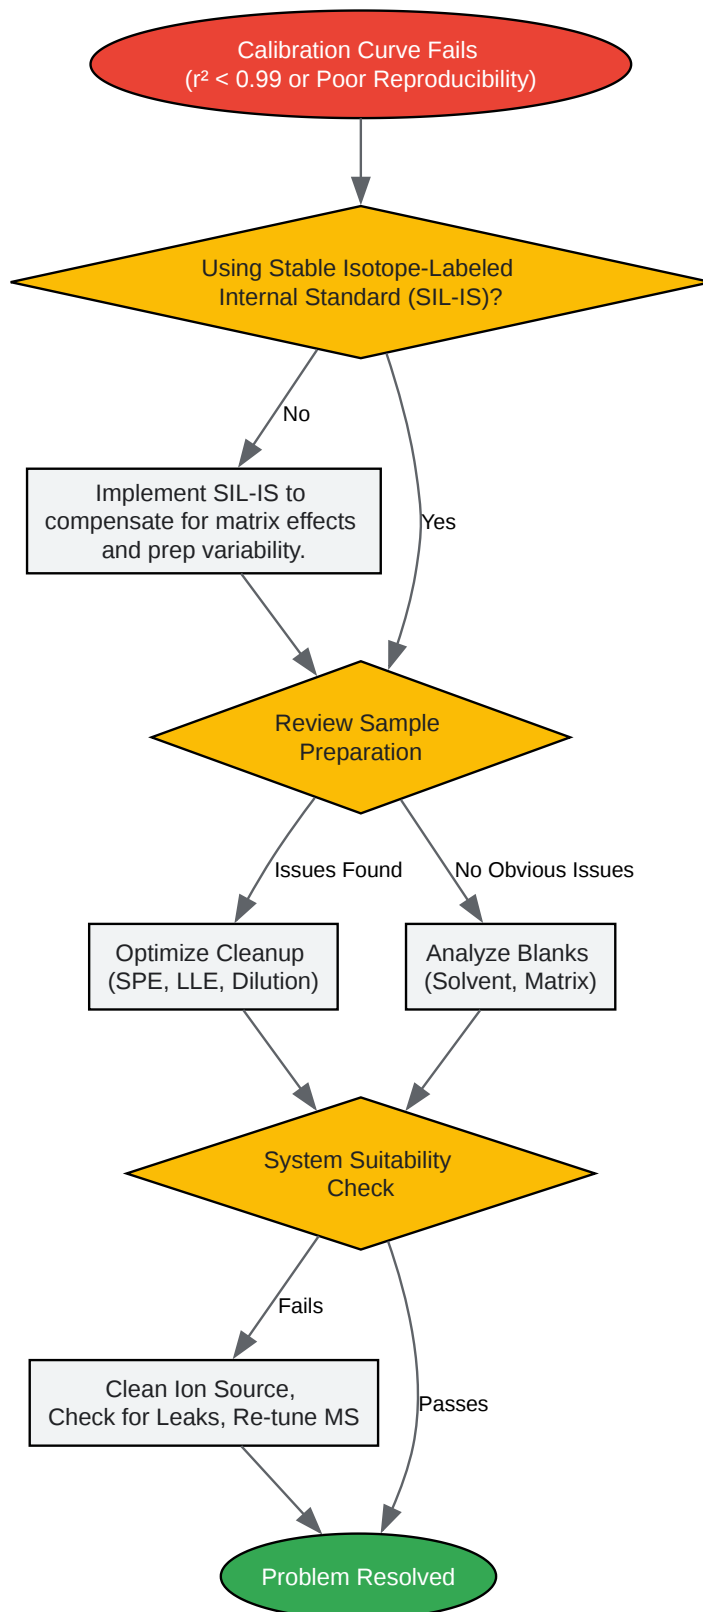 Calibration Curve Fails
(r² < 0.99 or Poor Reproducibility)
Using Stable Isotope-Labeled
Internal Standard (SIL-IS)?
No
Implement SIL-IS to
compensate for matrix effects
and prep variability.
Yes
Review Sample
Preparation
Issues Found
No Obvious Issues
Optimize Cleanup
(SPE, LLE, Dilution)
Analyze Blanks
(Solvent, Matrix)
System Suitability
Check
Fails
Clean Ion Source,
Check for Leaks, Re-tune MS
Passes
Problem Resolved